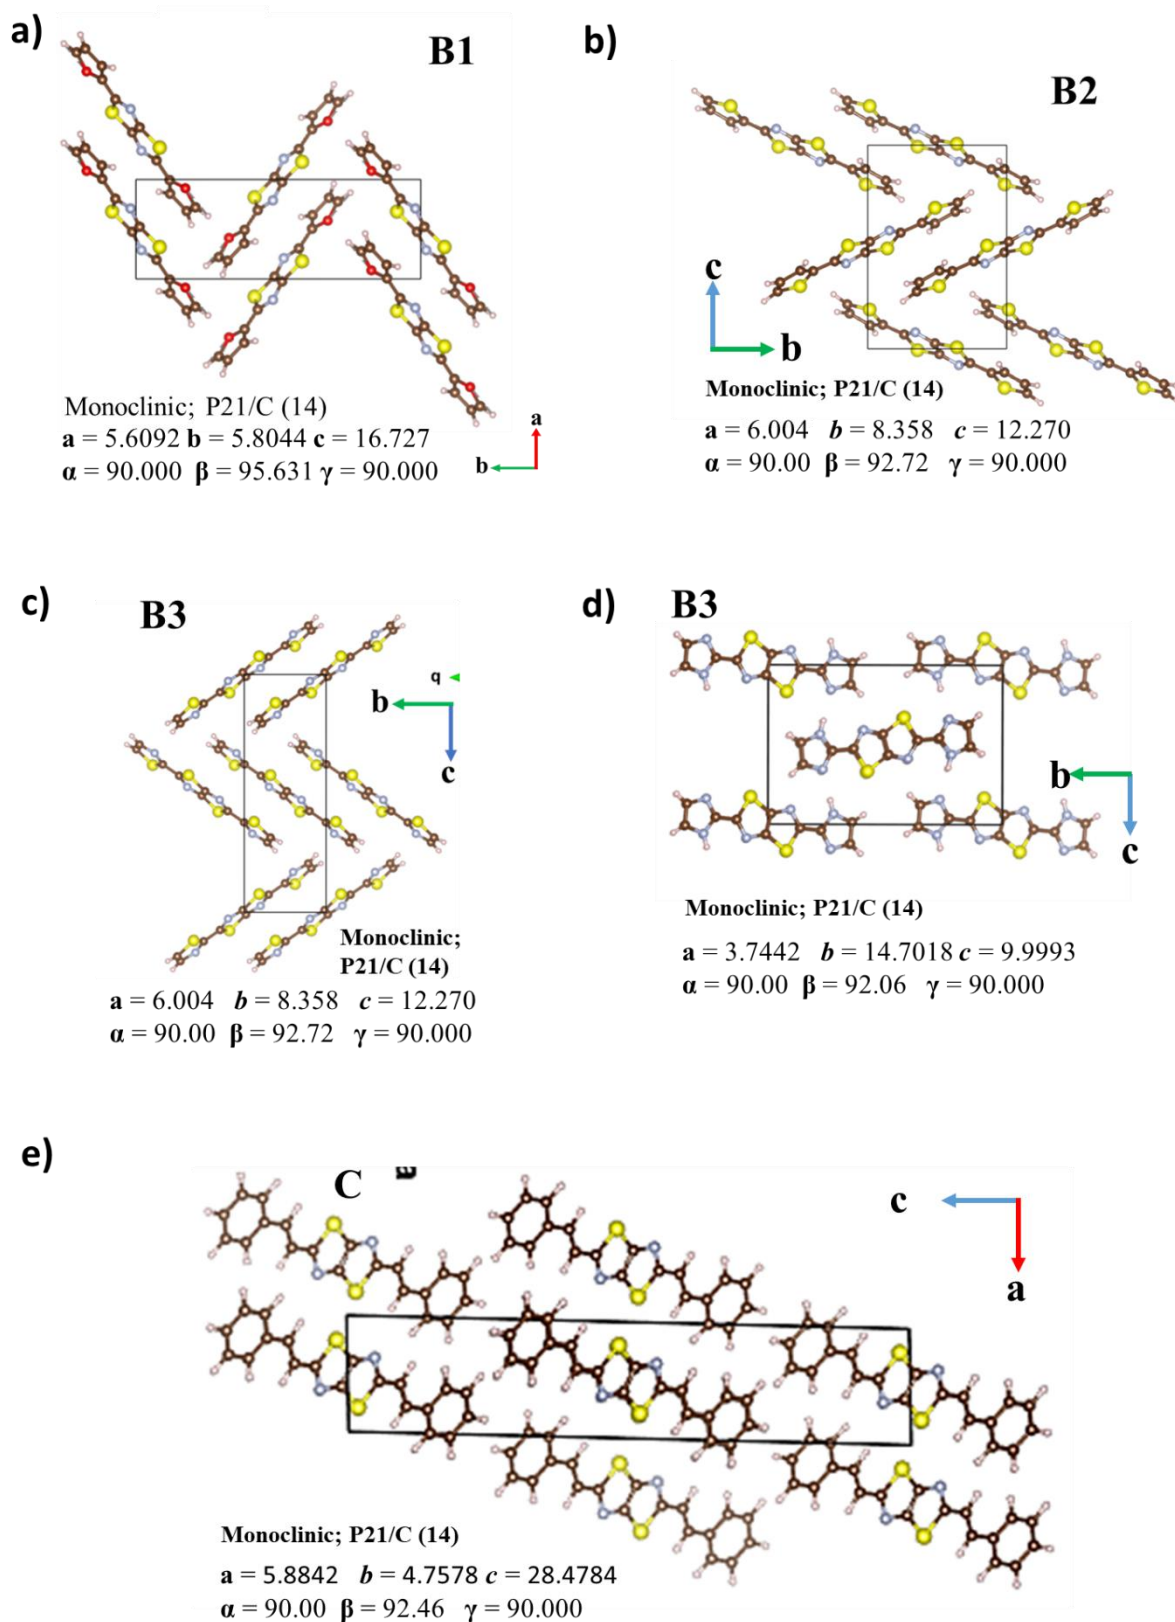 a)
B1
Monoclinic; P21/C (14)
a = 5.6092 b = 5.8044 c = 16.727
α = 90.000 β = 95.631 γ = 90.000
a
b
b)
B2
c
b
Monoclinic; P21/C (14)
a = 6.004 b = 8.358 c = 12.270
α = 90.00 β = 92.72 γ = 90.000
c)
B3
q
b
c
Monoclinic;
P21/C (14)
a = 6.004 b = 8.358 c = 12.270
α = 90.00 β = 92.72 γ = 90.000
d)
B3
b
c
Monoclinic; P21/C (14)
a = 3.7442 b = 14.7018 c = 9.9993
α = 90.00 β = 92.06 γ = 90.000
e)
C
a
c
a
Monoclinic; P21/C (14)
a = 5.8842 b = 4.7578 c = 28.4784
α = 90.00 β = 92.46 γ = 90.000